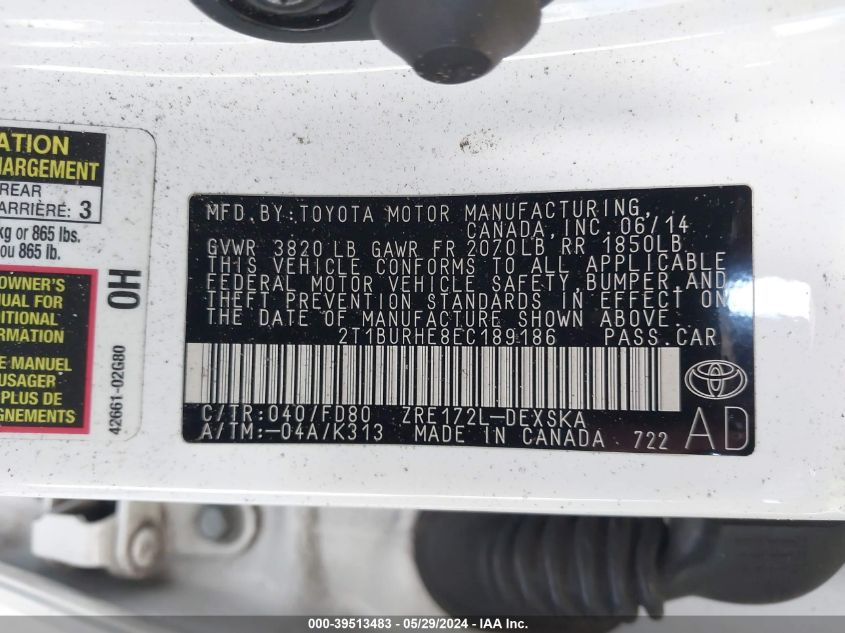 ATION
HARGEMENT
REAR
ARRIÈRE: 3
kg or 865 lbs.
ou 865 lb.
OWNER'S
NUAL FOR
DITIONAL
RMATION
E MANUEL
USAGER
PLUS DE
IGNEMENTS
OH
42661-02G80
MFD.BY:TOYOTA MOTOR MANUFACTURING,
CANADA, INC. 06/14
GVWR 3820 LB GAWR FR 2070LB RR 1850LB
THIS VEHICLE CONFORMS TO ALL APPLICABLE
FEDERAL MOTOR VEHICLE SAFETY, BUMPER, AND
THEFT PREVENTION STANDARDS IN EFFECT ON
THE DATE OF MANUFACTURE SHOWN ABOVE.
2T1BURHE8EC189186 PASS.CAR
C/TR:040/FD80 ZRE172L-DEXSKA
A/TM:-04A/K313 MADE IN CANADA 722 AD
000-39513483 - 05/29/2024 - IAA Inc.